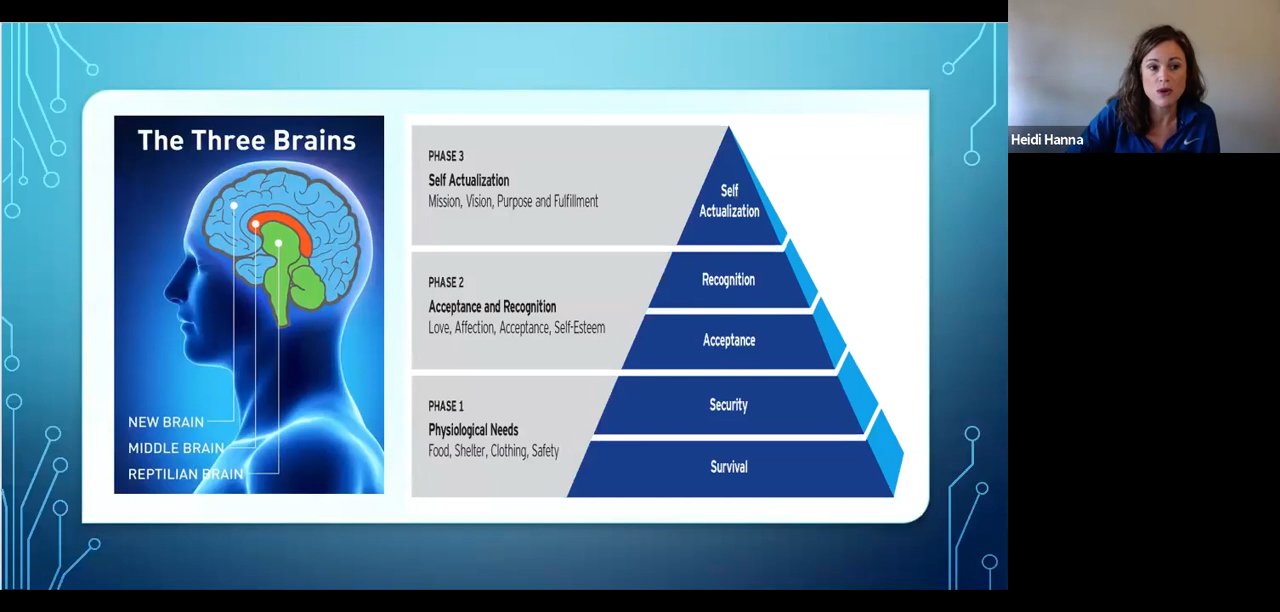 The Three Brains
NEW BRAIN
MIDDLE BRAIN
REPTILIAN BRAIN
PHASE 3
Self Actualization
Mission, Vision, Purpose and Fulfillment
PHASE 2
Acceptance and Recognition
Love, Affection, Acceptance, Self-Esteem
PHASE 1
Physiological Needs
Food, Shelter, Clothing, Safety
Self
Actualization
Recognition
Acceptance
Security
Survival
Heidi Hanna